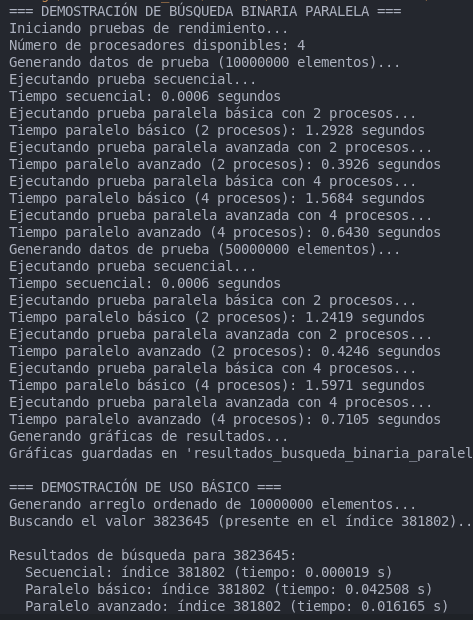 === DEMOSTRACIÓN DE BÚSQUEDA BINARIA PARALELA ===
Iniciando pruebas de rendimiento...
Número de procesadores disponibles: 4
Generando datos de prueba (10000000 elementos)...
Ejecutando prueba secuencial...
Tiempo secuencial: 0.0006 segundos
Ejecutando prueba paralela básica con 2 procesos...
Tiempo paralelo básico (2 procesos): 1.2928 segundos
Ejecutando prueba paralela avanzada con 2 procesos...
Tiempo paralelo avanzado (2 procesos): 0.3926 segundos
Ejecutando prueba paralela básica con 4 procesos...
Tiempo paralelo básico (4 procesos): 1.5684 segundos
Ejecutando prueba paralela avanzada con 4 procesos...
Tiempo paralelo avanzado (4 procesos): 0.6430 segundos
Generando datos de prueba (50000000 elementos)...
Ejecutando prueba secuencial...
Tiempo secuencial: 0.0006 segundos
Ejecutando prueba paralela básica con 2 procesos...
Tiempo paralelo básico (2 procesos): 1.2419 segundos
Ejecutando prueba paralela avanzada con 2 procesos...
Tiempo paralelo avanzado (2 procesos): 0.4246 segundos
Ejecutando prueba paralela básica con 4 procesos...
Tiempo paralelo básico (4 procesos): 1.5971 segundos
Ejecutando prueba paralela avanzada con 4 procesos...
Tiempo paralelo avanzado (4 procesos): 0.7105 segundos
Generando gráficas de resultados...
Gráficas guardadas en 'resultados_busqueda_binaria_paralel
=== DEMOSTRACIÓN DE USO BÁSICO ===
Generando arreglo ordenado de 10000000 elementos...
Buscando el valor 3823645 (presente en el índice 381802)..
Resultados de búsqueda para 3823645:
Secuencial: índice 381802 (tiempo: 0.000019 s)
Paralelo básico: índice 381802 (tiempo: 0.042508 s)
Paralelo avanzado: índice 381802 (tiempo: 0.016165 s)